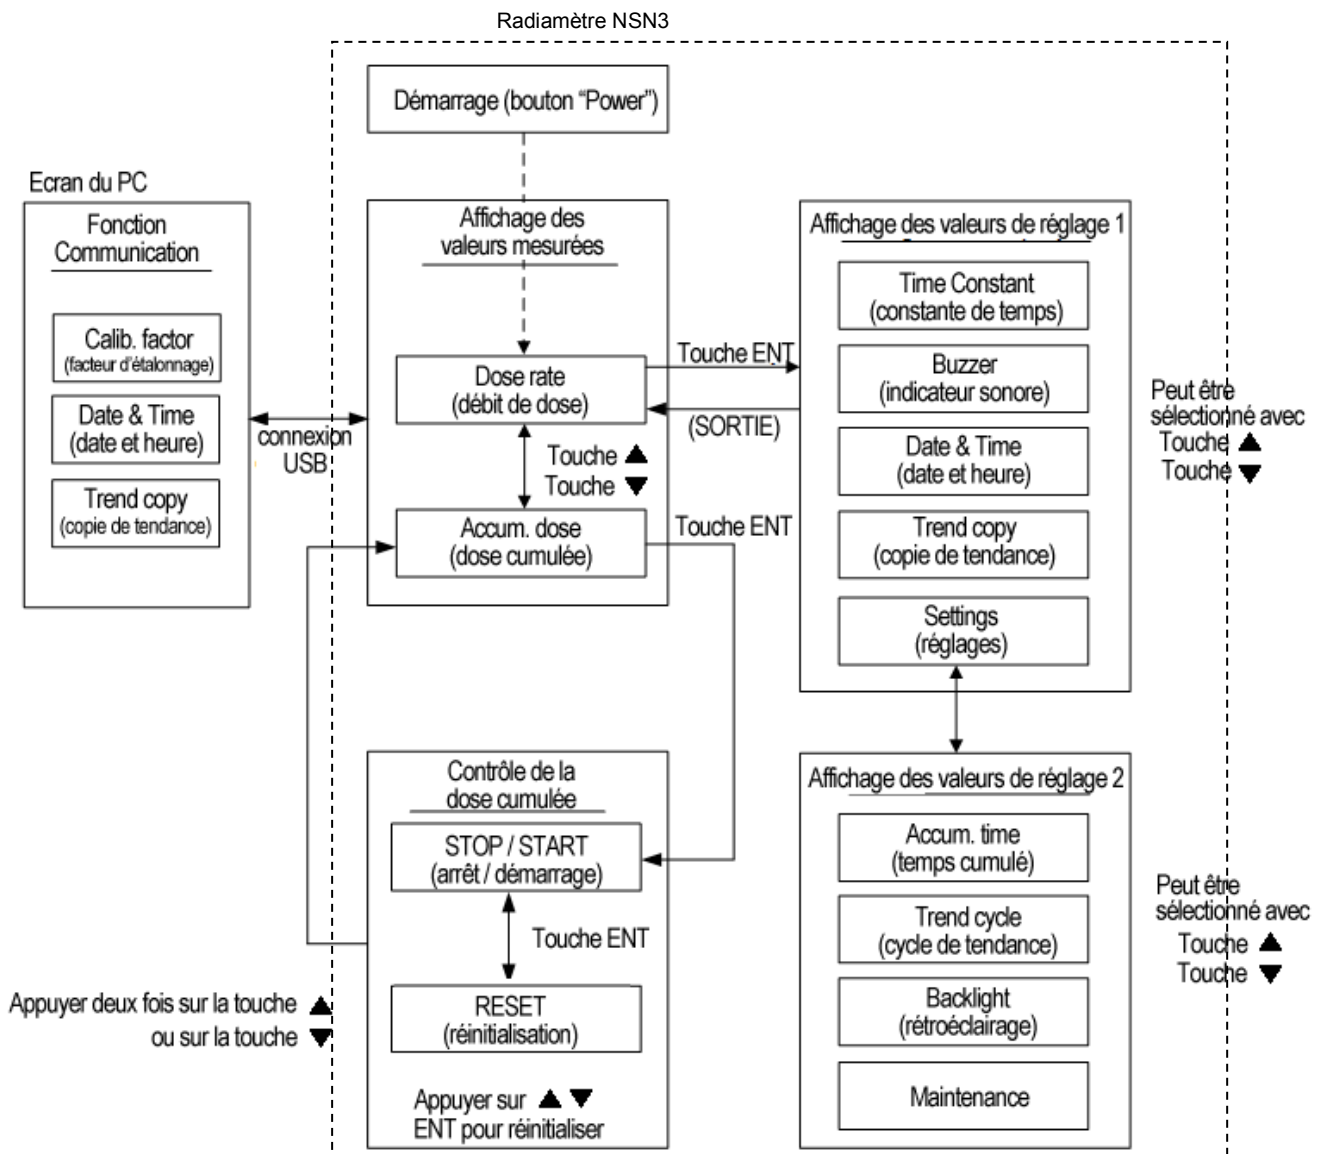 Radiamètre NSN3
Démarrage (bouton “Power”)
Ecran du PC
Fonction
Communication
Calib. factor
(facteur d’étalonnage)
Date & Time
(date et heure)
Trend copy
(copie de tendance)
connexion
USB
Affichage des
valeurs mesurées
Dose rate
(débit de dose)
Touche ▲
Touche ▼
Accum. dose
(dose cumulée)
Touche ENT
(SORTIE)
Touche ENT
Affichage des valeurs de réglage 1
Time Constant
(constante de temps)
Buzzer
(indicateur sonore)
Date & Time
(date et heure)
Trend copy
(copie de tendance)
Settings
(réglages)
Peut être
sélectionné avec
Touche ▲
Touche ▼
Contrôle de la
dose cumulée
STOP / START
(arrêt / démarrage)
Touche ENT
RESET
(réinitialisation)
Appuyer sur ▲ ▼
ENT pour réinitialiser
Appuyer deux fois sur la touche ▲
ou sur la touche ▼
Affichage des valeurs de réglage 2
Accum. time
(temps cumulé)
Trend cycle
(cycle de tendance)
Backlight
(rétroéclairage)
Maintenance
Peut être
sélectionné avec
Touche ▲
Touche ▼